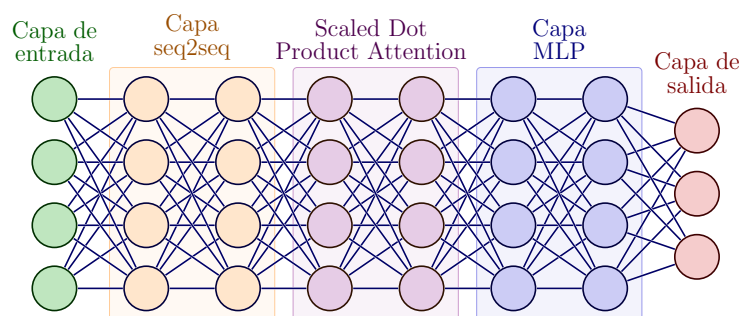 Capa de
entrada
Capa
seq2seq
Scaled Dot
Product Attention
Capa
MLP
Capa de
salida